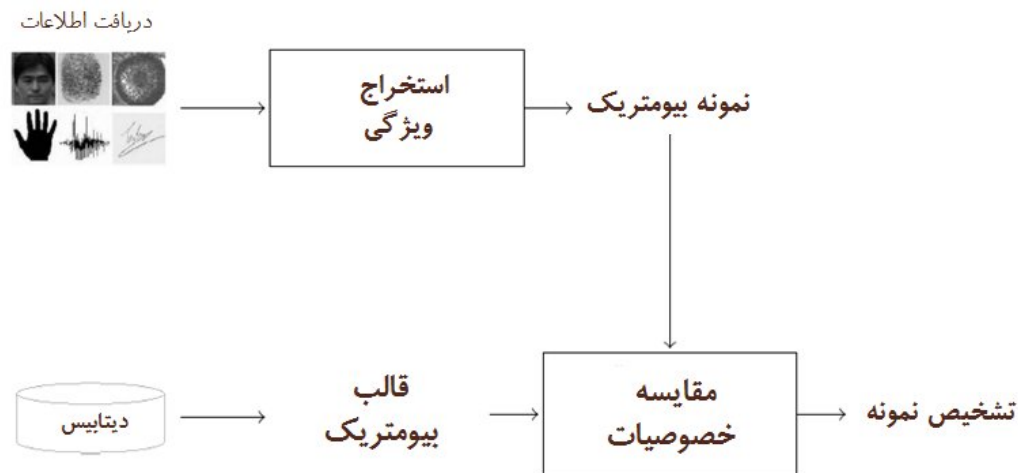 دریافت اطلاعات
استخراج
ویژگی
نمونه بیومتریک
دیتابیس
قالب
بیومتریک
مقایسه
خصوصیات
تشخیص نمونه